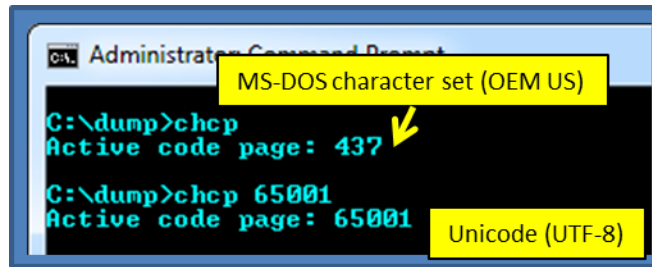 Administrator: Command Prompt
MS-DOS character set (OEM US)
C:\dump>chcp
Active code page: 437
C:\dump>chcp 65001
Active code page: 65001
Unicode (UTF-8)